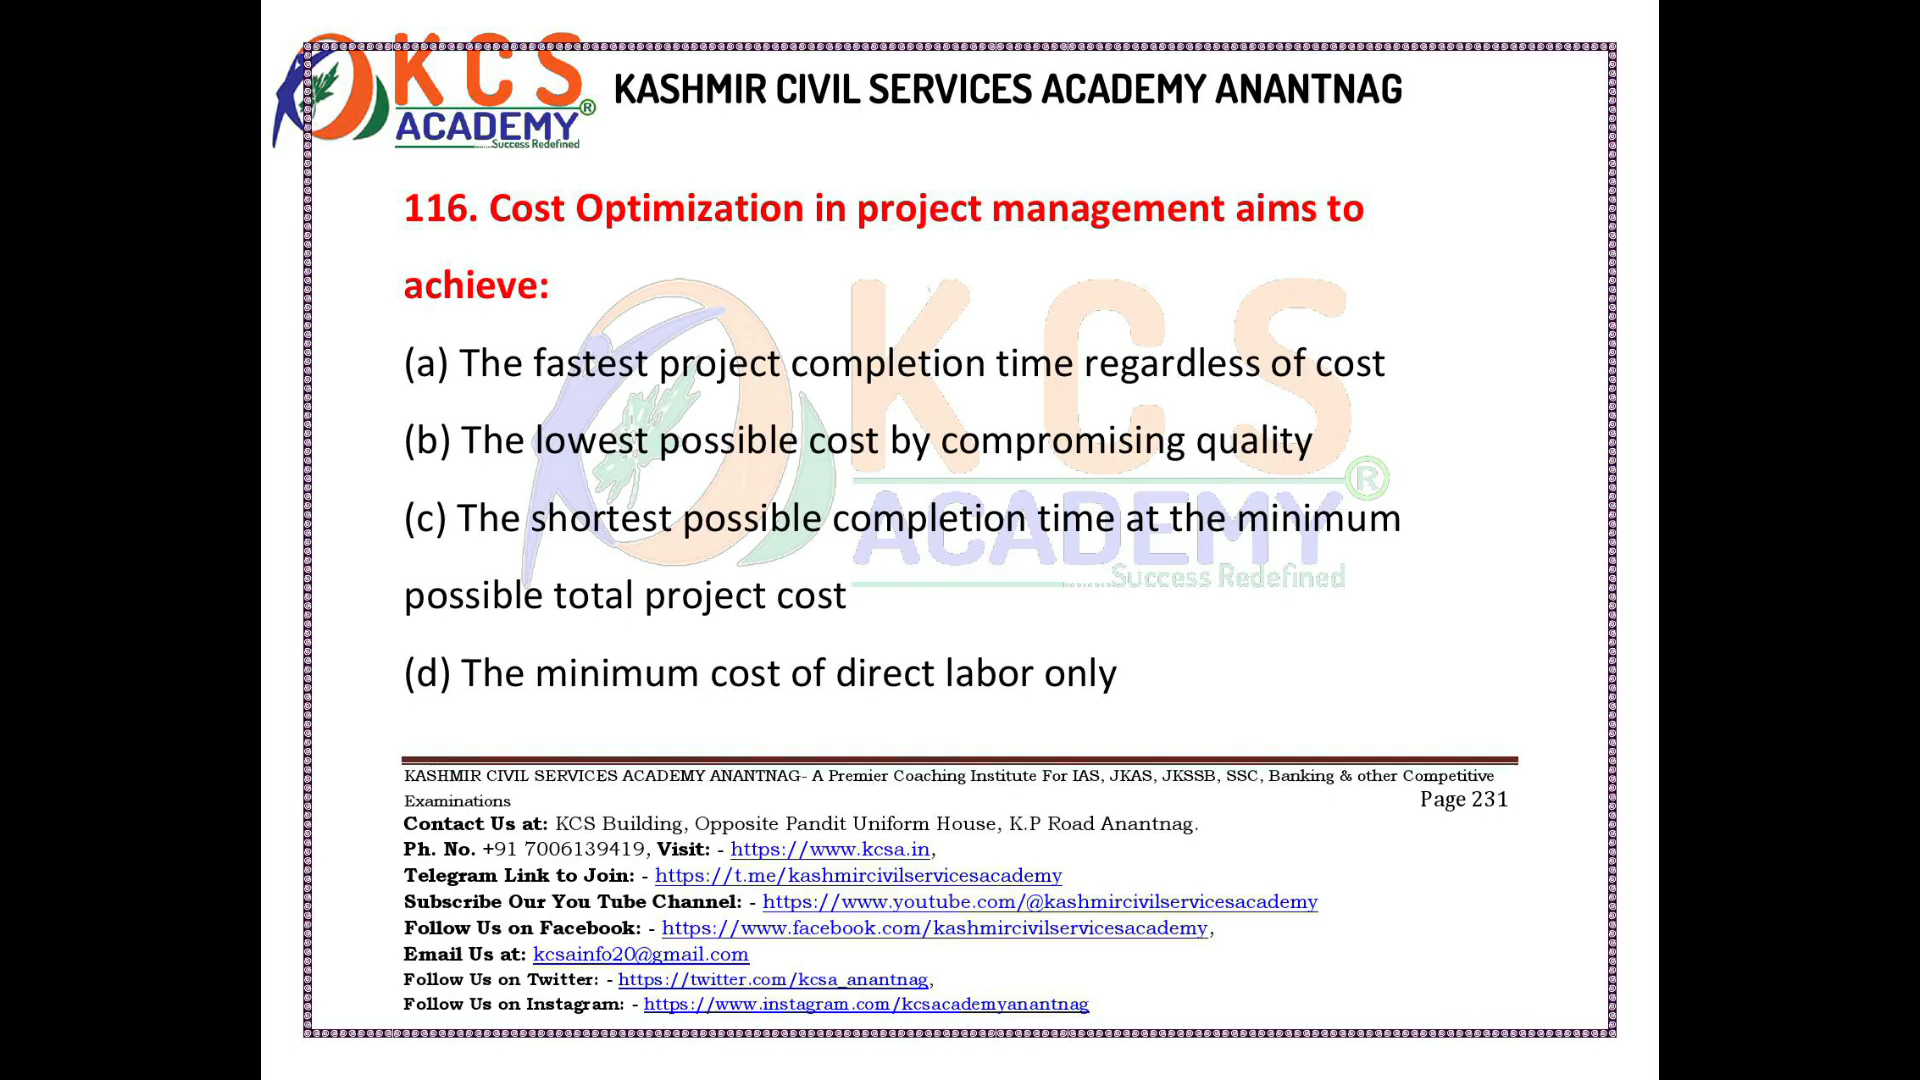 KCS
ACADEMY®
......Success Redefined
KASHMIR CIVIL SERVICES ACADEMY ANANTNAG
116. Cost Optimization in project management aims to
achieve:
(a) The fastest project completion time regardless of cost
(b) The lowest possible cost by compromising quality
(c) The shortest possible completion time at the minimum
possible total project cost
(d) The minimum cost of direct labor only
KCS
ACADEMY®
.......Success Redefined
KASHMIR CIVIL SERVICES ACADEMY ANANTNAG- A Premier Coaching Institute For IAS, JKAS, JKSSB, SSC, Banking & other Competitive
Examinations Page 231
Contact Us at: KCS Building, Opposite Pandit Uniform House, K.P Road Anantnag.
Ph. No. +91 7006139419, Visit: - https://www.kcsa.in,
Telegram Link to Join: - https://t.me/kashmircivilservicesacademy
Subscribe Our You Tube Channel: - https://www.youtube.com/@kashmircivilservicesacademy
Follow Us on Facebook: - https://www.facebook.com/kashmircivilservicesacademy,
Email Us at: kcsainfo20@gmail.com
Follow Us on Twitter: - https://twitter.com/kcsa_anantnag,
Follow Us on Instagram: - https://www.instagram.com/kcsacademyanantnag